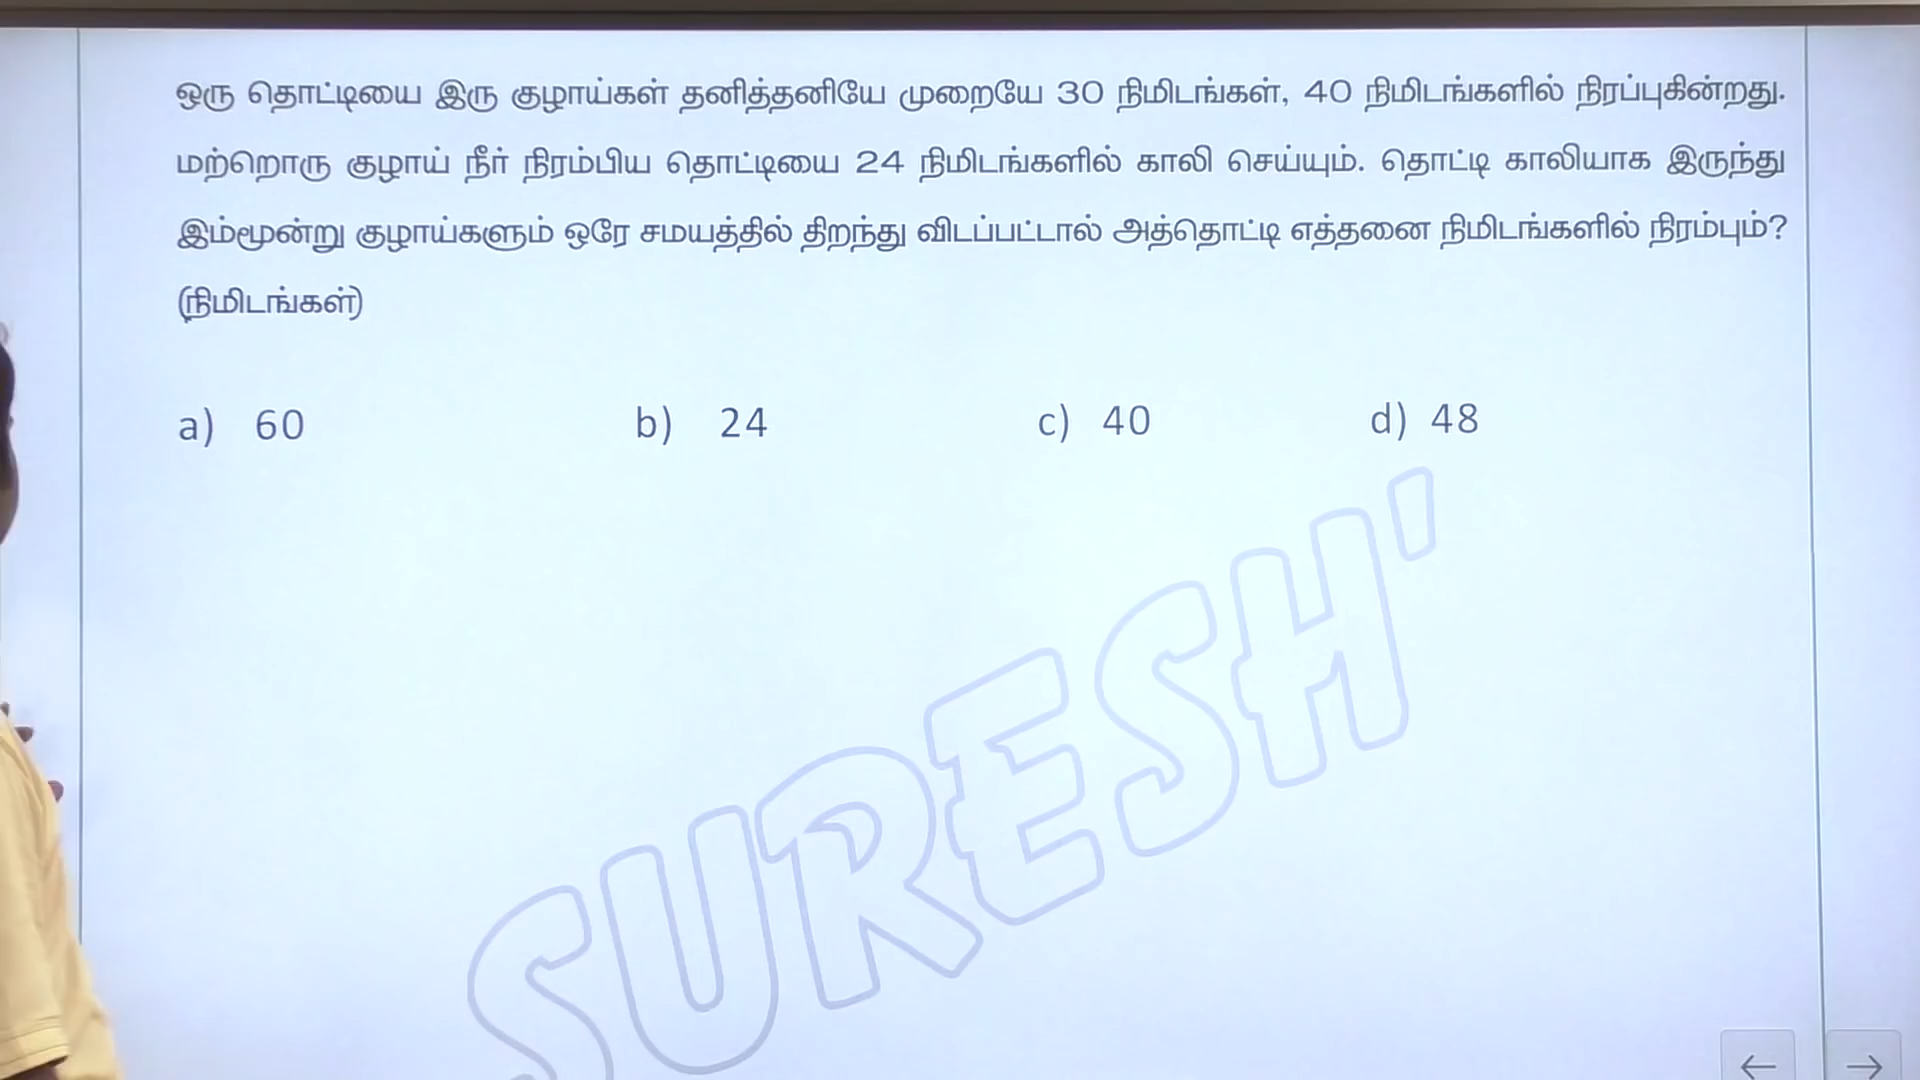 ஒரு தொட்டியை இரு குழாய்கள் தனித்தனியே முறையே 30 நிமிடங்கள், 40 நிமிடங்களில் நிரப்புகின்றது.
மற்றொரு குழாய் நீர் நிரம்பிய தொட்டியை 24 நிமிடங்களில் காலி செய்யும். தொட்டி காலியாக இருந்து
இம்மூன்று குழாய்களும் ஒரே சமயத்தில் திறந்து விடப்பட்டால் அத்தொட்டி எத்தனை நிமிடங்களில் நிரம்பும்?
(நிமிடங்கள்)
a) 60 b) 24 c) 40 d) 48
SURESH'